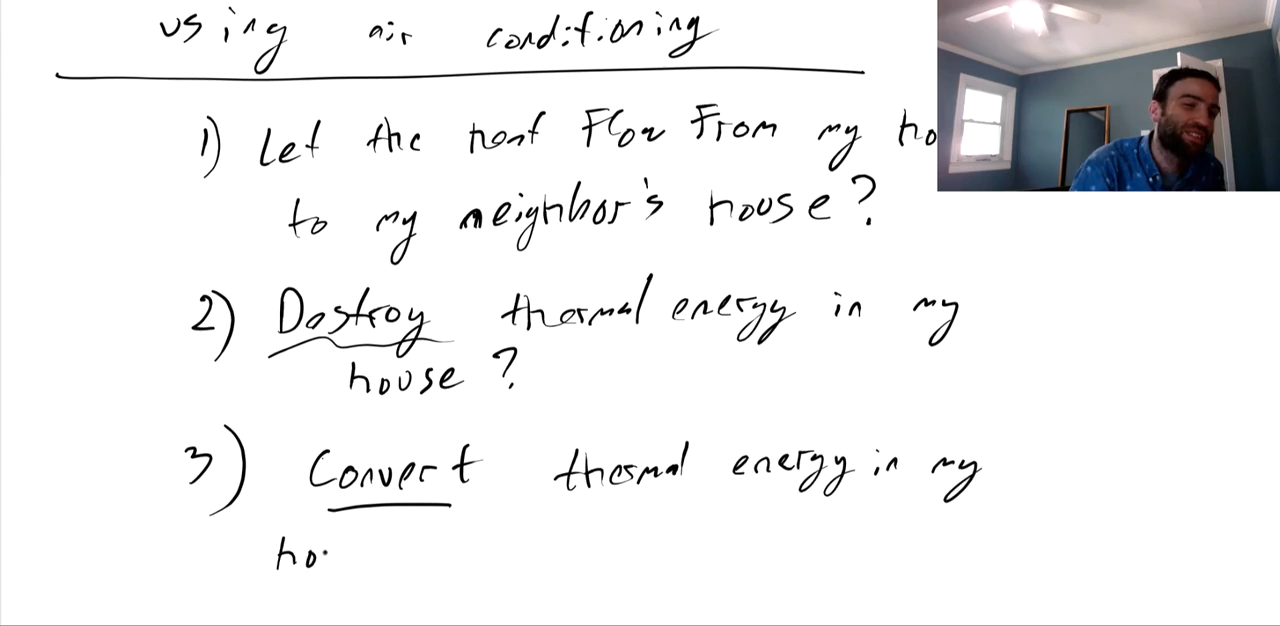 using air conditioning
1) Let the heat Flow From my ho
to my neighbor's house?
2) Destroy thermal energy in my
house?
3) Convert thermal energy in my
ho